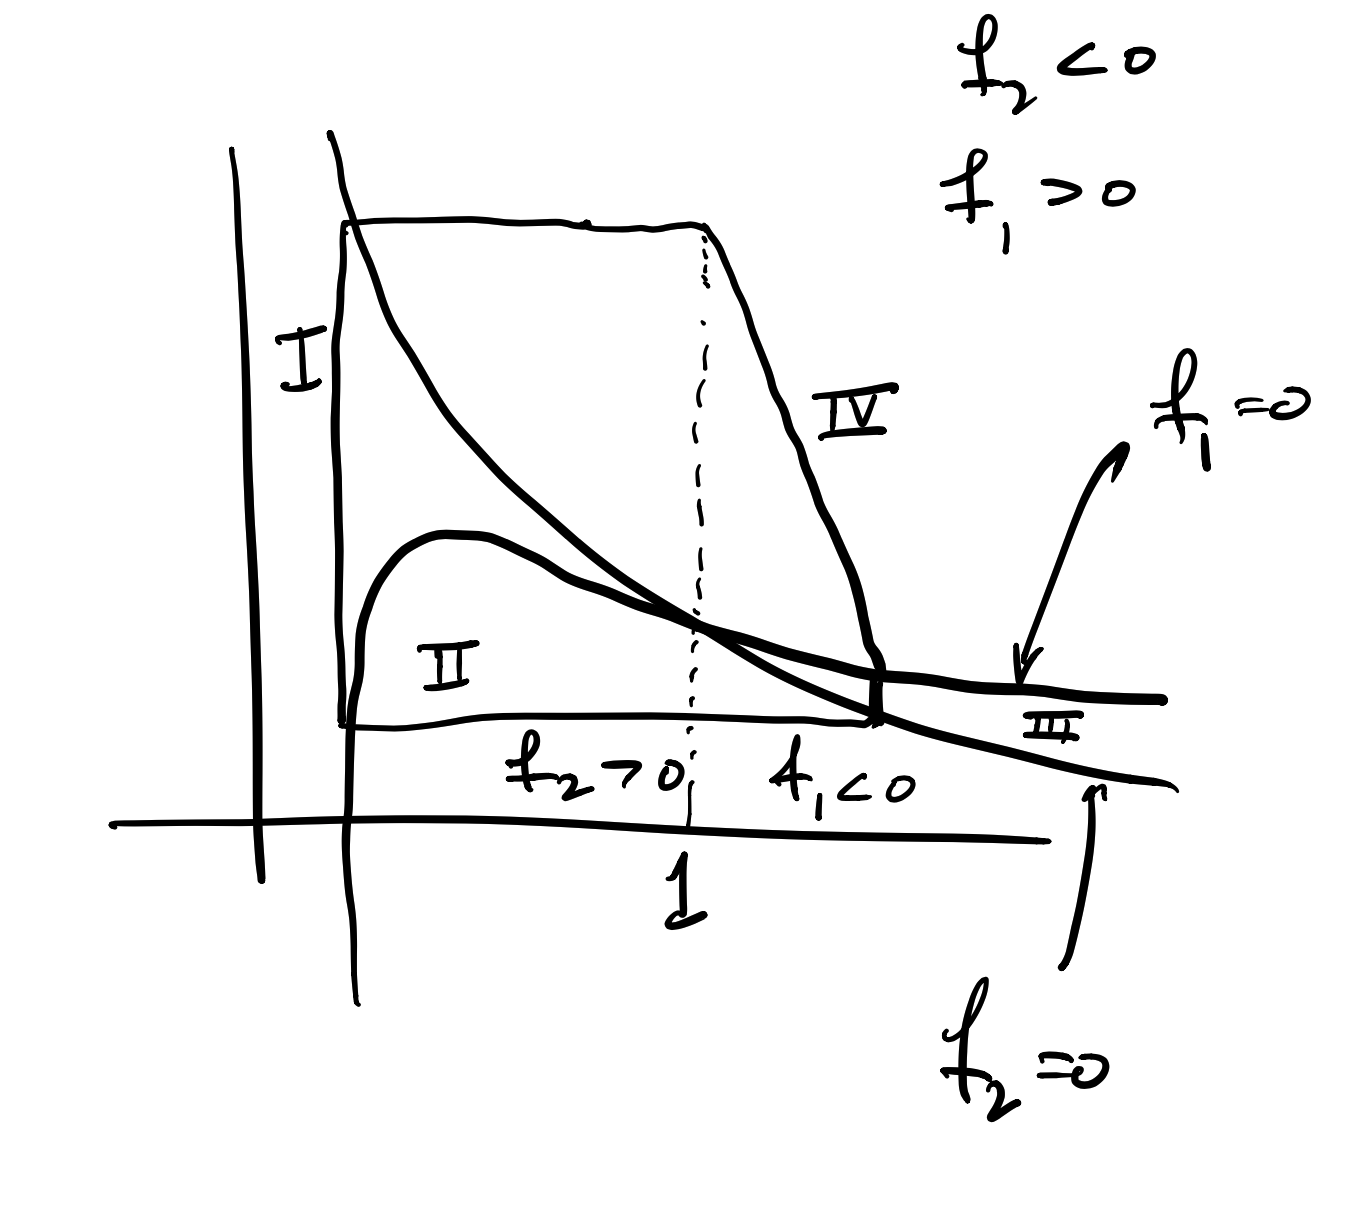 f₂ < 0
f₁ > 0
I
IV
f₁ = 0
II
III
f₂ > 0
f₁ < 0
1
f₂ = 0